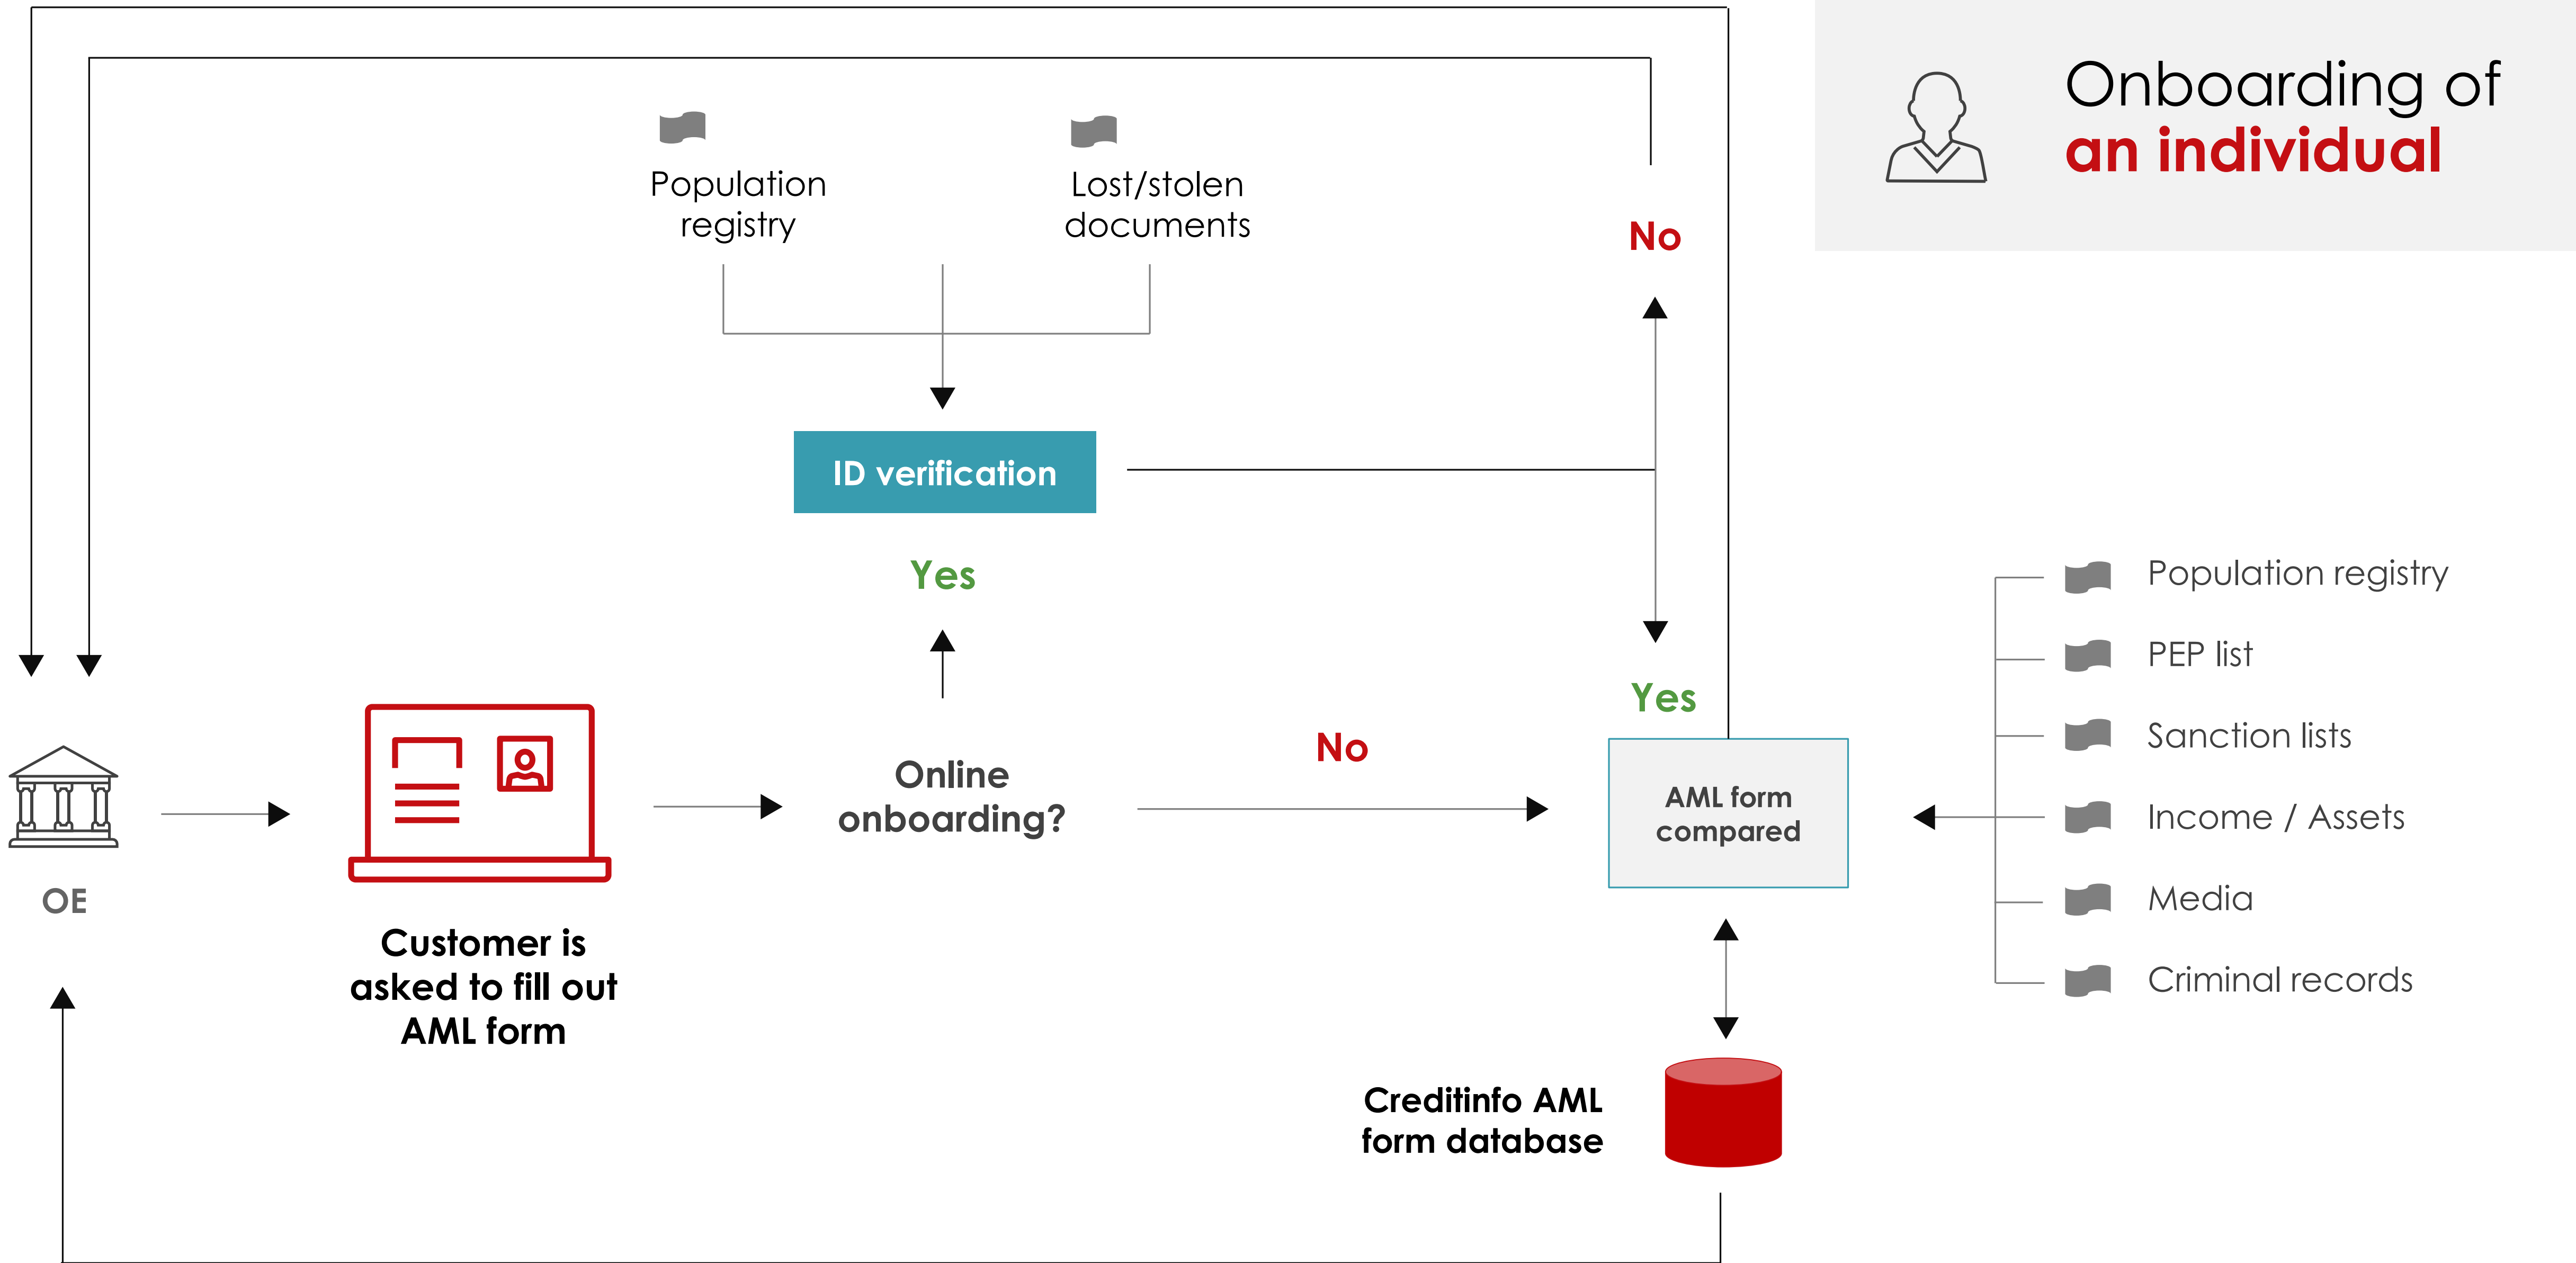 Onboarding of
an individual
Population
registry
Lost/stolen
documents
No
ID verification
Yes
Population registry
PEP list
Sanction lists
Income / Assets
Media
Criminal records
Yes
No
Online
onboarding?
AML form
compared
OE
Customer is
asked to fill out
AML form
Creditinfo AML
form database